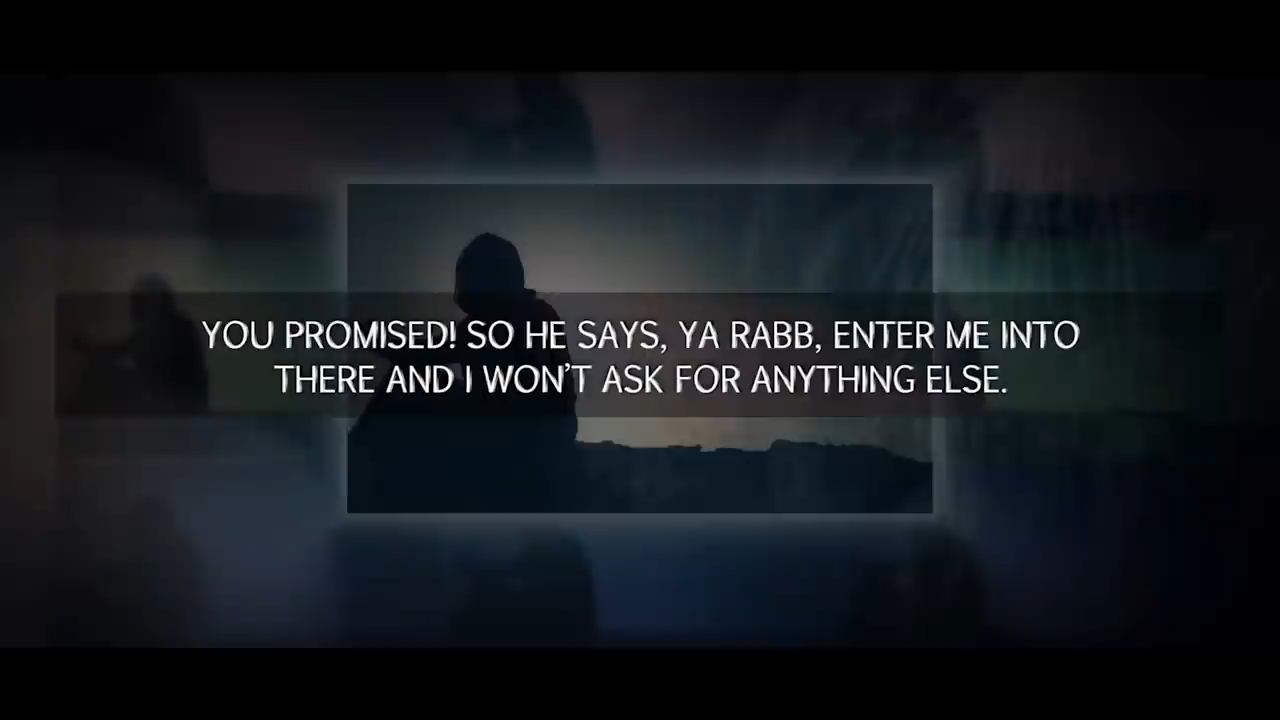 YOU PROMISED! SO HE SAYS, YA RABB, ENTER ME INTO
THERE AND I WON'T ASK FOR ANYTHING ELSE.